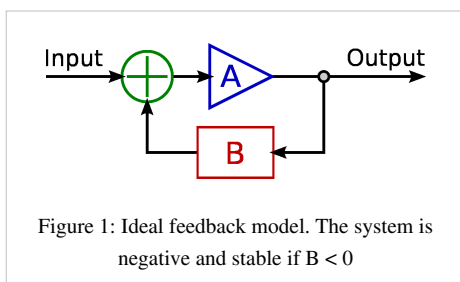 Input
Output
A
B
Figure 1: Ideal feedback model. The system is
negative and stable if B < 0